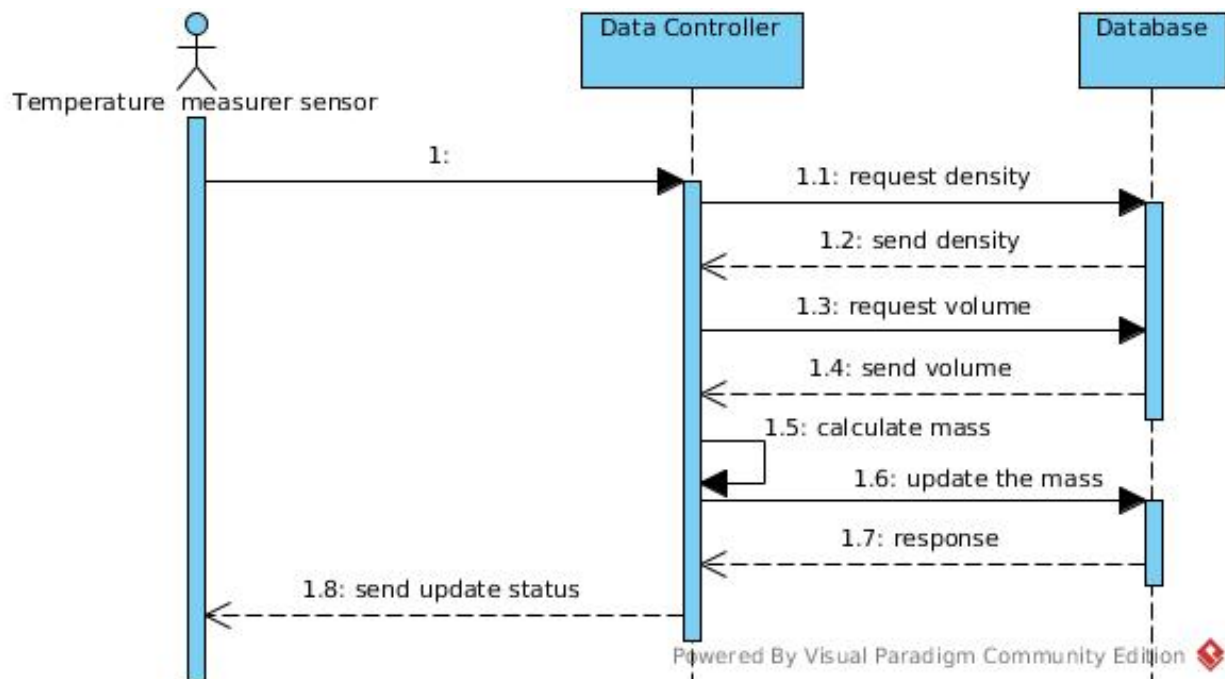 Data Controller
Database
Temperature  measurer sensor
1:
1.1: request density
1.2: send density
1.3: request volume
1.4: send volume
1.5: calculate mass
1.6: update the mass
1.7: response
1.8: send update status
Powered By Visual Paradigm Community Edition